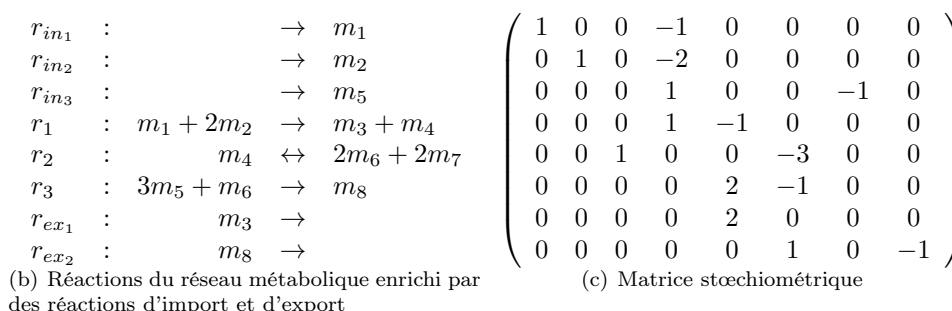 r_{in_1} : → m_1
r_{in_2} : → m_2
r_{in_3} : → m_5
r_1 : m_1 + 2m_2 → m_3 + m_4
r_2 : m_4 ↔ 2m_6 + 2m_7
r_3 : 3m_5 + m_6 → m_8
r_{ex_1} : m_3 →
r_{ex_2} : m_8 →
(b) Réactions du réseau métabolique enrichi par
des réactions d'import et d'export
1 0 0 −1 0 0 0 0
0 1 0 −2 0 0 0 0
0 0 0 1 0 0 −1 0
0 0 0 1 −1 0 0 0
0 0 1 0 0 −3 0 0
0 0 0 0 2 −1 0 0
0 0 0 0 2 0 0 0
0 0 0 0 0 1 0 −1
(c) Matrice stœchiométrique